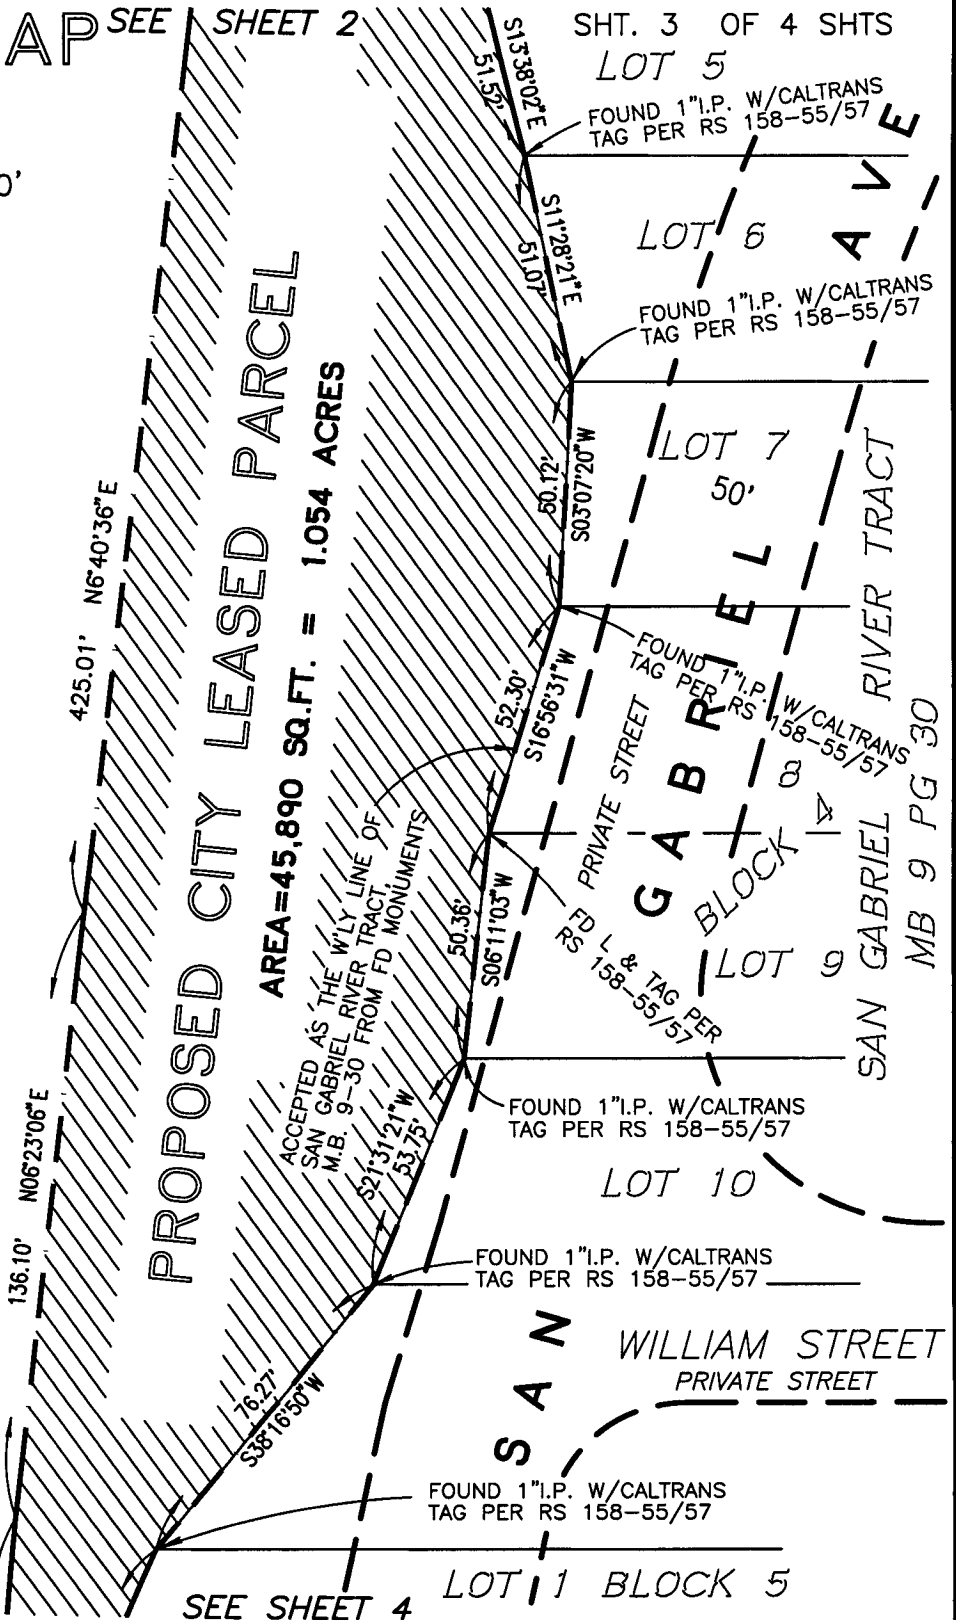 AP
SEE SHEET 2
SHT. 3 OF 4 SHTS
0'
LOT 5
S13°38'02"E
51.52'
FOUND 1"I.P. W/CALTRANS
TAG PER RS 158-55/57
S11°28'21"E
51.07'
LOT 6
FOUND 1"I.P. W/CALTRANS
TAG PER RS 158-55/57
LOT 7
50'
50.12'
S03°07'20"W
N6°40'36"E
425.01'
PROPOSED CITY LEASED PARCEL
AREA=45,890 SQ.FT. = 1.054 ACRES
FOUND 1"I.P. W/CALTRANS
TAG PER RS 158-55/57
52.30'
S16°56'31"W
PRIVATE STREET
SAN GABRIEL AVE
8
BLOCK 4
SAN GABRIEL RIVER TRACT
MB 9 PG 30
ACCEPTED AS THE W'LY LINE OF
SAN GABRIEL RIVER TRACT,
M.B. 9-30 FROM FD MONUMENTS
50.36'
S06°11'03"W
FD L & TAG PER
RS 158-55/57
LOT 9
FOUND 1"I.P. W/CALTRANS
TAG PER RS 158-55/57
S21°31'21"W
53.75'
N06°23'06"E
136.10'
LOT 10
FOUND 1"I.P. W/CALTRANS
TAG PER RS 158-55/57
WILLIAM STREET
PRIVATE STREET
76.27'
S38°16'50"W
FOUND 1"I.P. W/CALTRANS
TAG PER RS 158-55/57
LOT 1 BLOCK 5
SEE SHEET 4